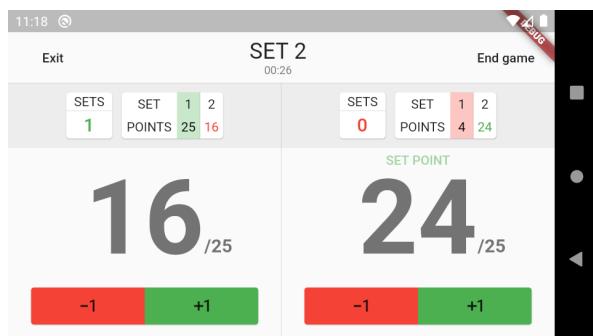 11:18
DEBUG
Exit
SET 2
00:26
End game
SETS
1
SET 1 2
POINTS 25 16
SETS
0
SET 1 2
POINTS 4 24
16/25
SET POINT
24/25
−1
+1
−1
+1